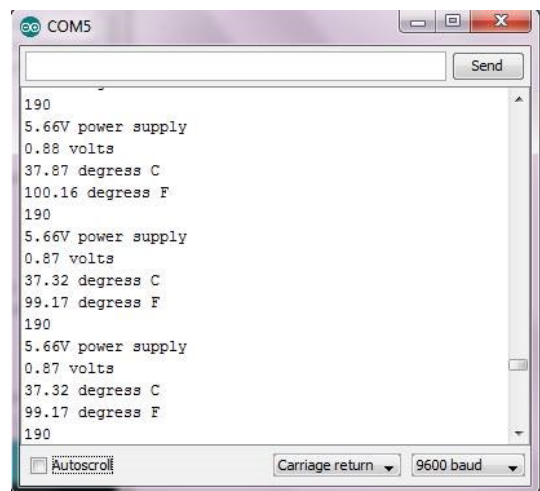 COM5
Send
190
5.66V power supply
0.88 volts
37.87 degress C
100.16 degress F
190
5.66V power supply
0.87 volts
37.32 degress C
99.17 degress F
190
5.66V power supply
0.87 volts
37.32 degress C
99.17 degress F
190
Autoscroll
Carriage return
9600 baud